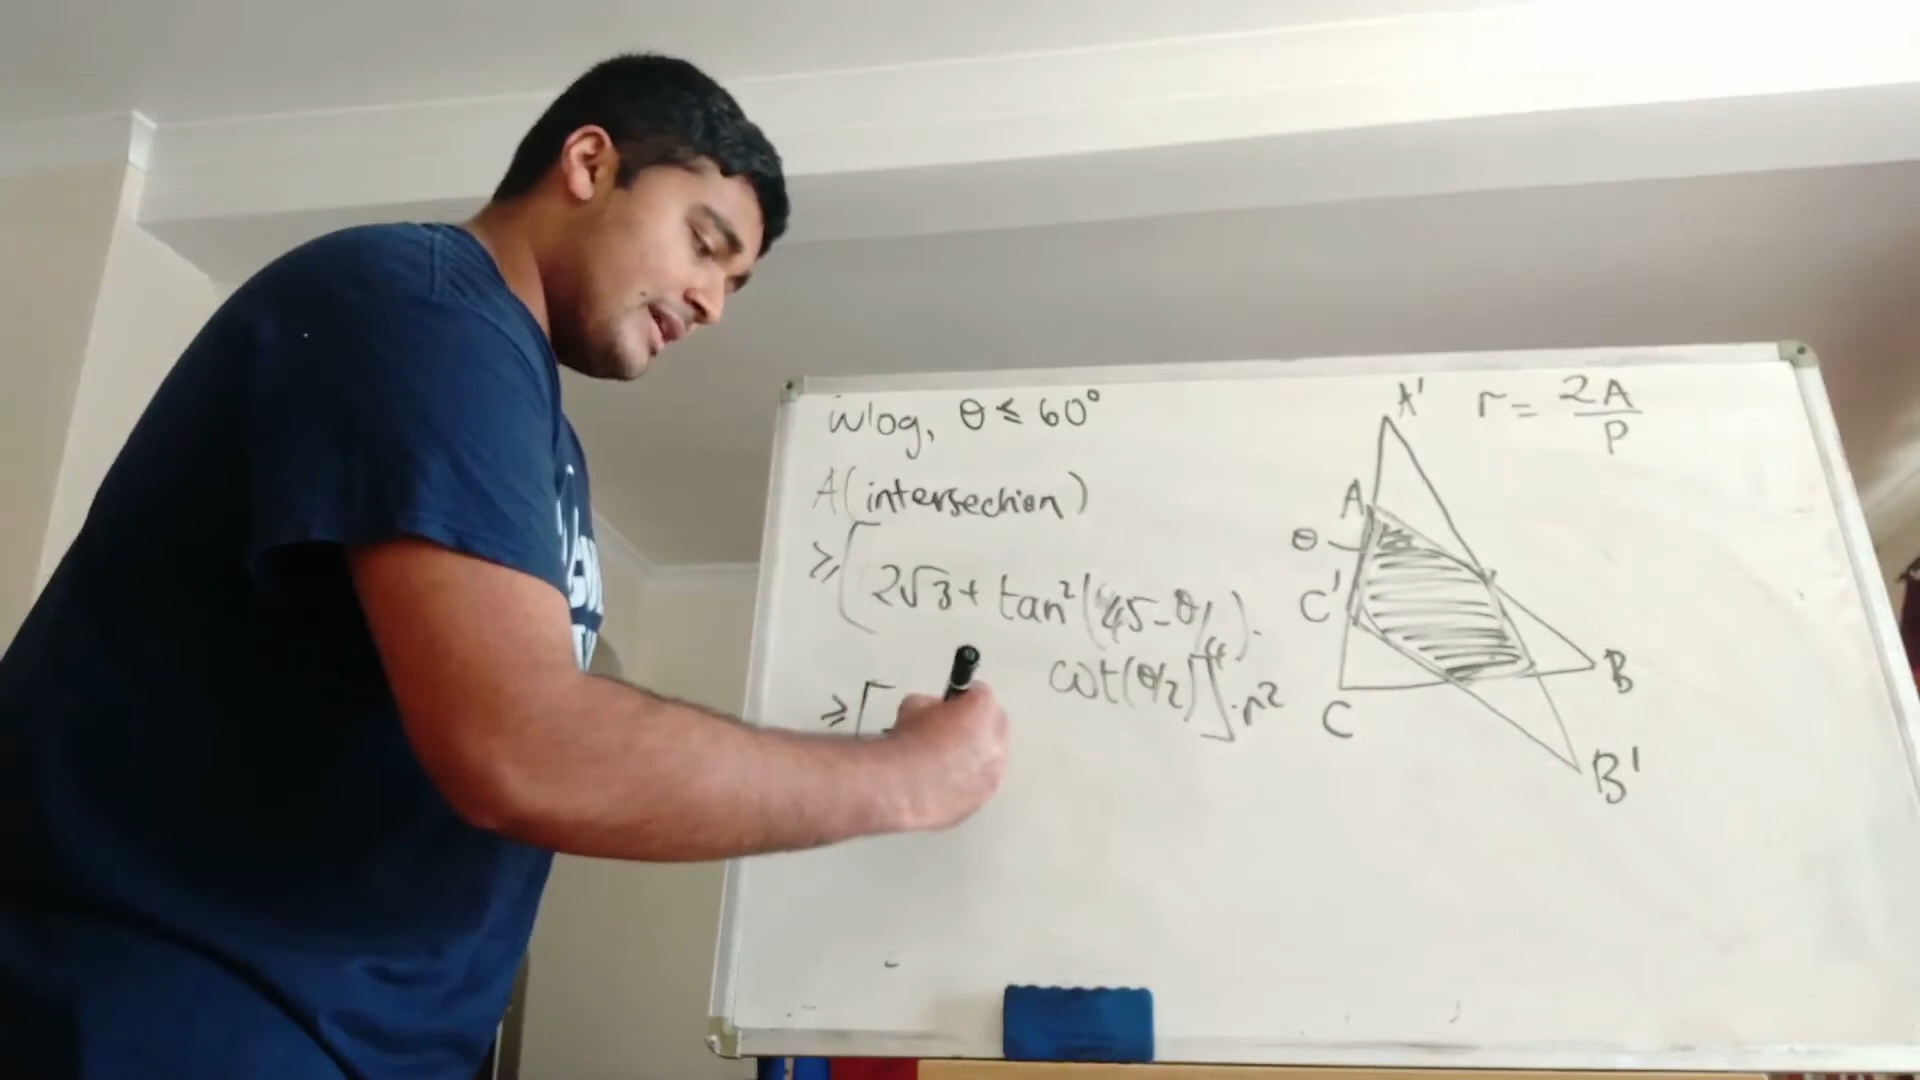 wlog, θ ≤ 60°
A(intersection)
≥[2√3 + tan²(45-θ/4).
cot(θ/2)].r²
≥[
A'
A
θ
C'
C
B
B'
r = 2A/P